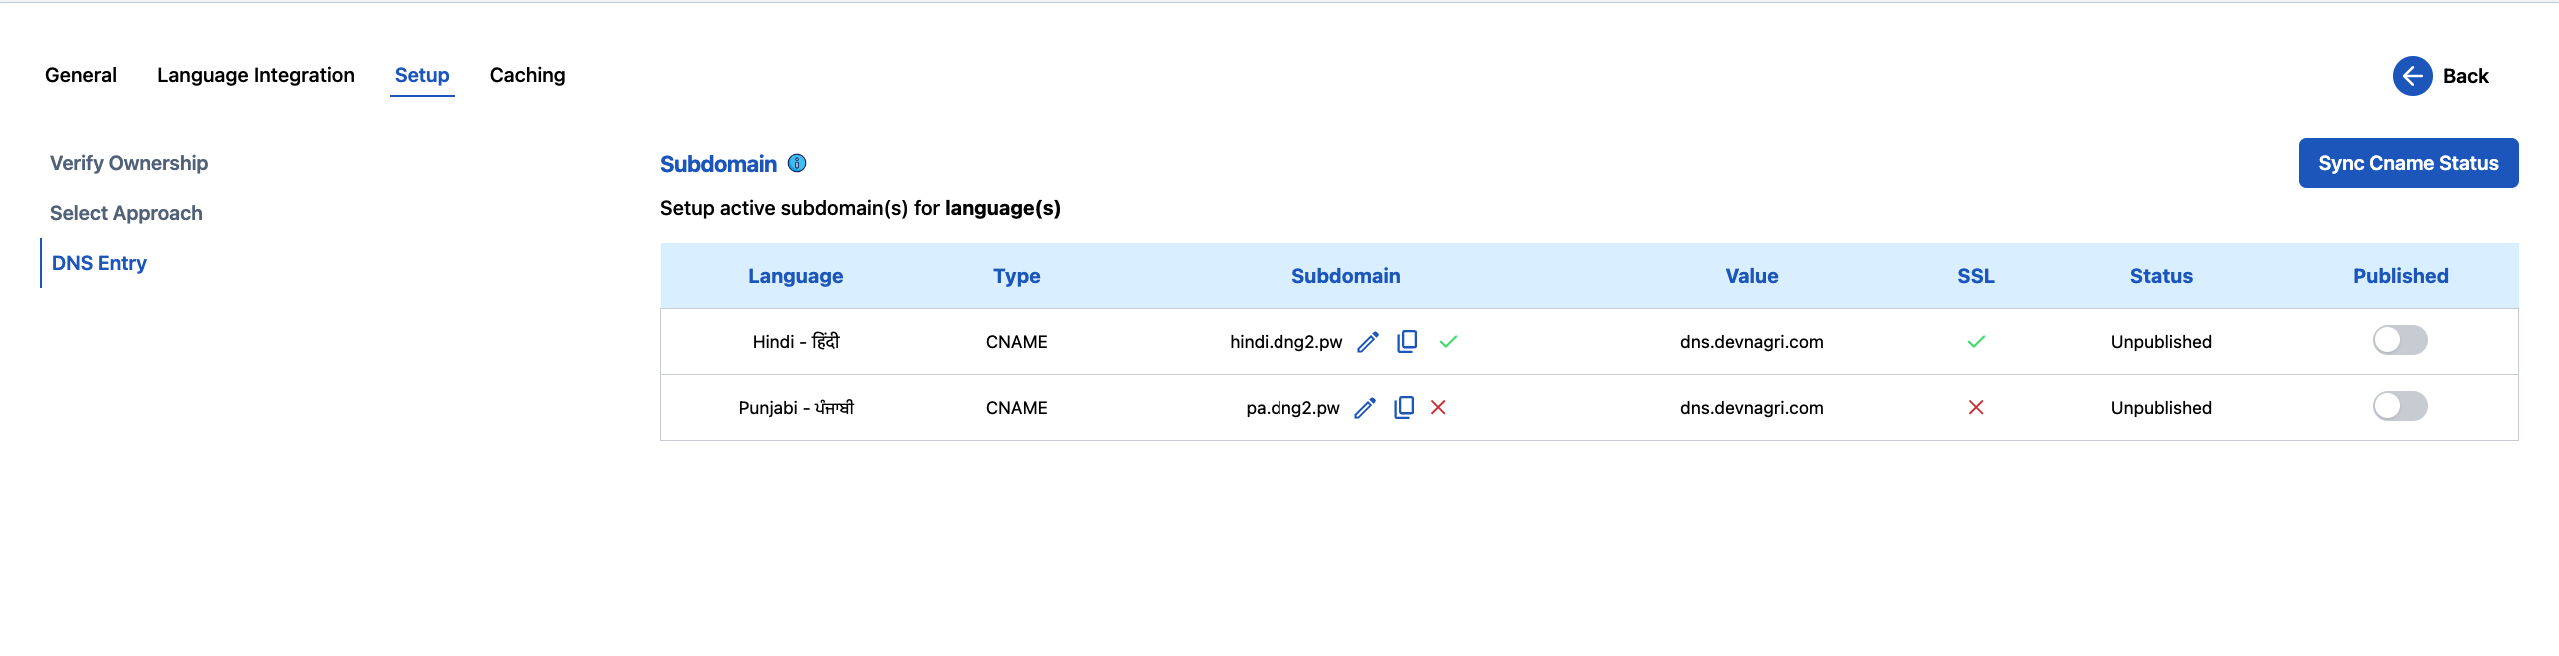 General Language Integration Setup Caching Back
Verify Ownership
Select Approach
DNS Entry
Subdomain
Sync Cname Status
Setup active subdomain(s) for language(s)
Language Type Subdomain Value SSL Status Published
Hindi - हिंदी CNAME hindi.dng2.pw dns.devnagri.com Unpublished
Punjabi - ਪੰਜਾਬੀ CNAME pa.dng2.pw dns.devnagri.com Unpublished